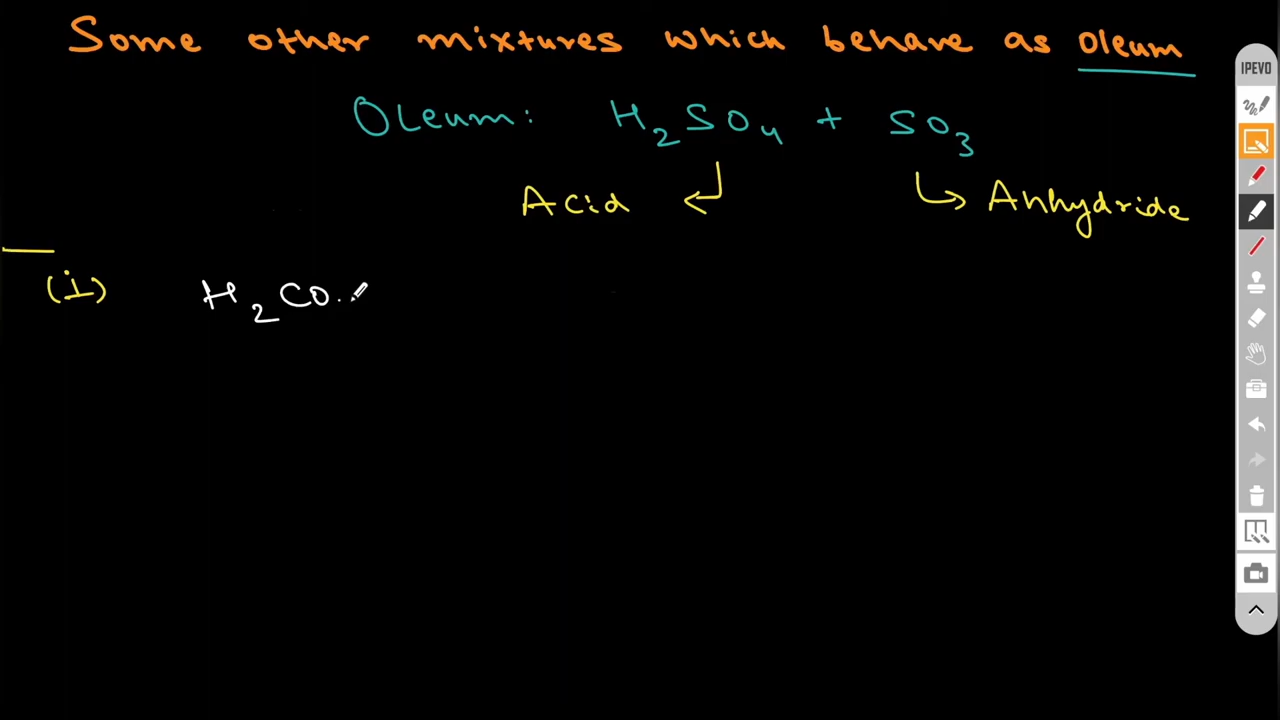 Some other mixtures which behave as oleum
Oleum: H₂SO₄ + SO₃
Acid ↲ ↳ Anhydride
(i) H₂CO.
IPEVO